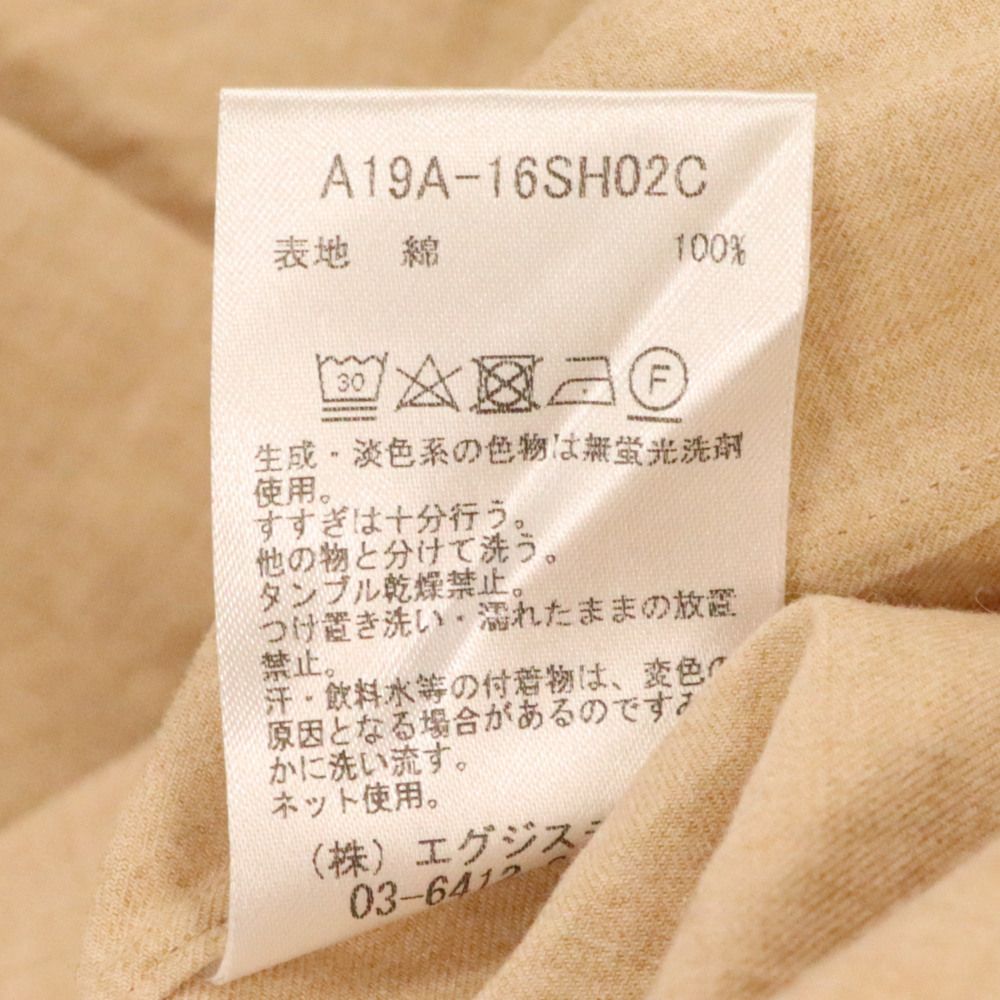 A19A-16SH02C
表地 綿 100%
30 F
生成・淡色系の色物は無蛍光洗剤
使用。
すすぎは十分行う。
他の物と分けて洗う。
タンブル乾燥禁止。
つけ置き洗い・濡れたままの放置
禁止。
汗・飲料水等の付着物は、変色の
原因となる場合があるのですみ
かに洗い流す。
ネット使用。
(株)エグジス
03-6413